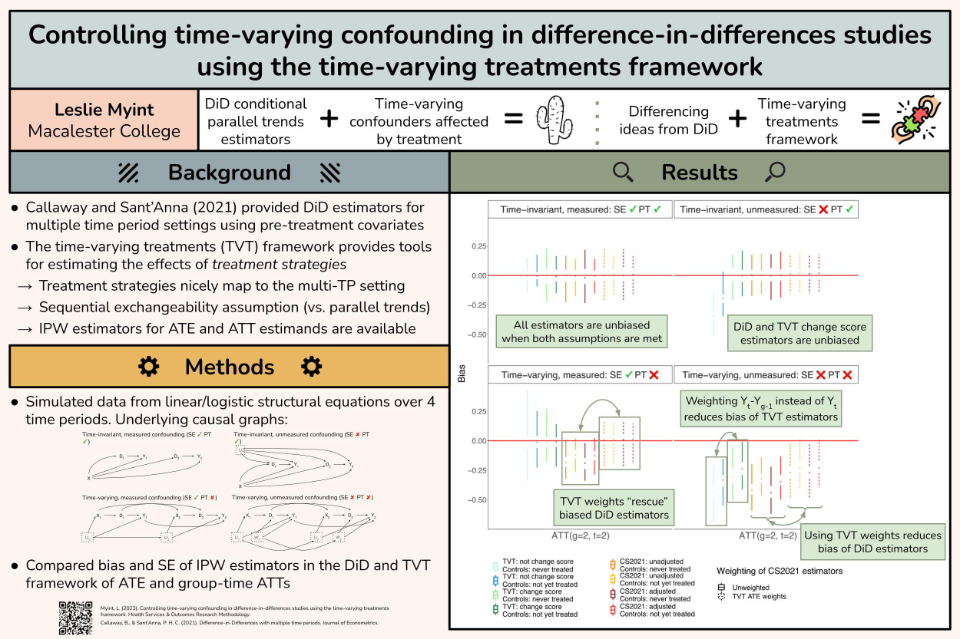 Controlling time-varying confounding in difference-in-differences studies
using the time-varying treatments framework
Leslie Myint
Macalester College
DiD conditional
parallel trends
estimators
+
Time-varying
confounders affected
by treatment
=
Differencing
ideas from DiD
+
Time-varying
treatments
framework
=
Background
● Callaway and Sant'Anna (2021) provided DiD estimators for
multiple time period settings using pre-treatment covariates
● The time-varying treatments (TVT) framework provides tools
for estimating the effects of treatment strategies
→ Treatment strategies nicely map to the multi-TP setting
→ Sequential exchangeability assumption (vs. parallel trends)
→ IPW estimators for ATE and ATT estimands are available
Methods
● Simulated data from linear/logistic structural equations over 4
time periods. Underlying causal graphs:
Time-invariant, measured confounding (SE ✓ PT
✓)
Time-invariant, unmeasured confounding (SE ✗ PT
✓)
Time-varying, measured confounding (SE ✓ PT ✗)
Time-varying, unmeasured confounding (SE ✗ PT ✗)
● Compared bias and SE of IPW estimators in the DiD and TVT
framework of ATE and group-time ATTs
Myint, L. (2023). Controlling time-varying confounding in difference-in-differences studies using the time-varying treatments
framework. Health Services & Outcomes Research Methodology.
Callaway, B., & Sant'Anna, P. H. C. (2021). Difference-in-Differences with multiple time periods. Journal of Econometrics.
Results
Time-invariant, measured: SE ✓ PT ✓
Time-invariant, unmeasured: SE ❌ PT ✓
0.25
0.00
-0.25
-0.50
All estimators are unbiased
when both assumptions are met
DiD and TVT change score
estimators are unbiased
Bias
Time-varying, measured: SE ✓ PT ❌
Time-varying, unmeasured: SE ❌ PT ❌
0.25
0.00
-0.25
-0.50
Weighting Yt-Yg-1 instead of Yt
reduces bias of TVT estimators
TVT weights "rescue"
biased DiD estimators
Using TVT weights reduces
bias of DiD estimators
ATT(g=2, t=2)
ATT(g=2, t=2)
TVT: not change score
Controls: never treated
TVT: not change score
Controls: not yet treated
TVT: change score
Controls: never treated
TVT: change score
Controls: not yet treated
CS2021: unadjusted
Controls: never treated
CS2021: unadjusted
Controls: not yet treated
CS2021: adjusted
Controls: never treated
CS2021: adjusted
Controls: not yet treated
Weighting of CS2021 estimators
Unweighted
TVT ATE weights